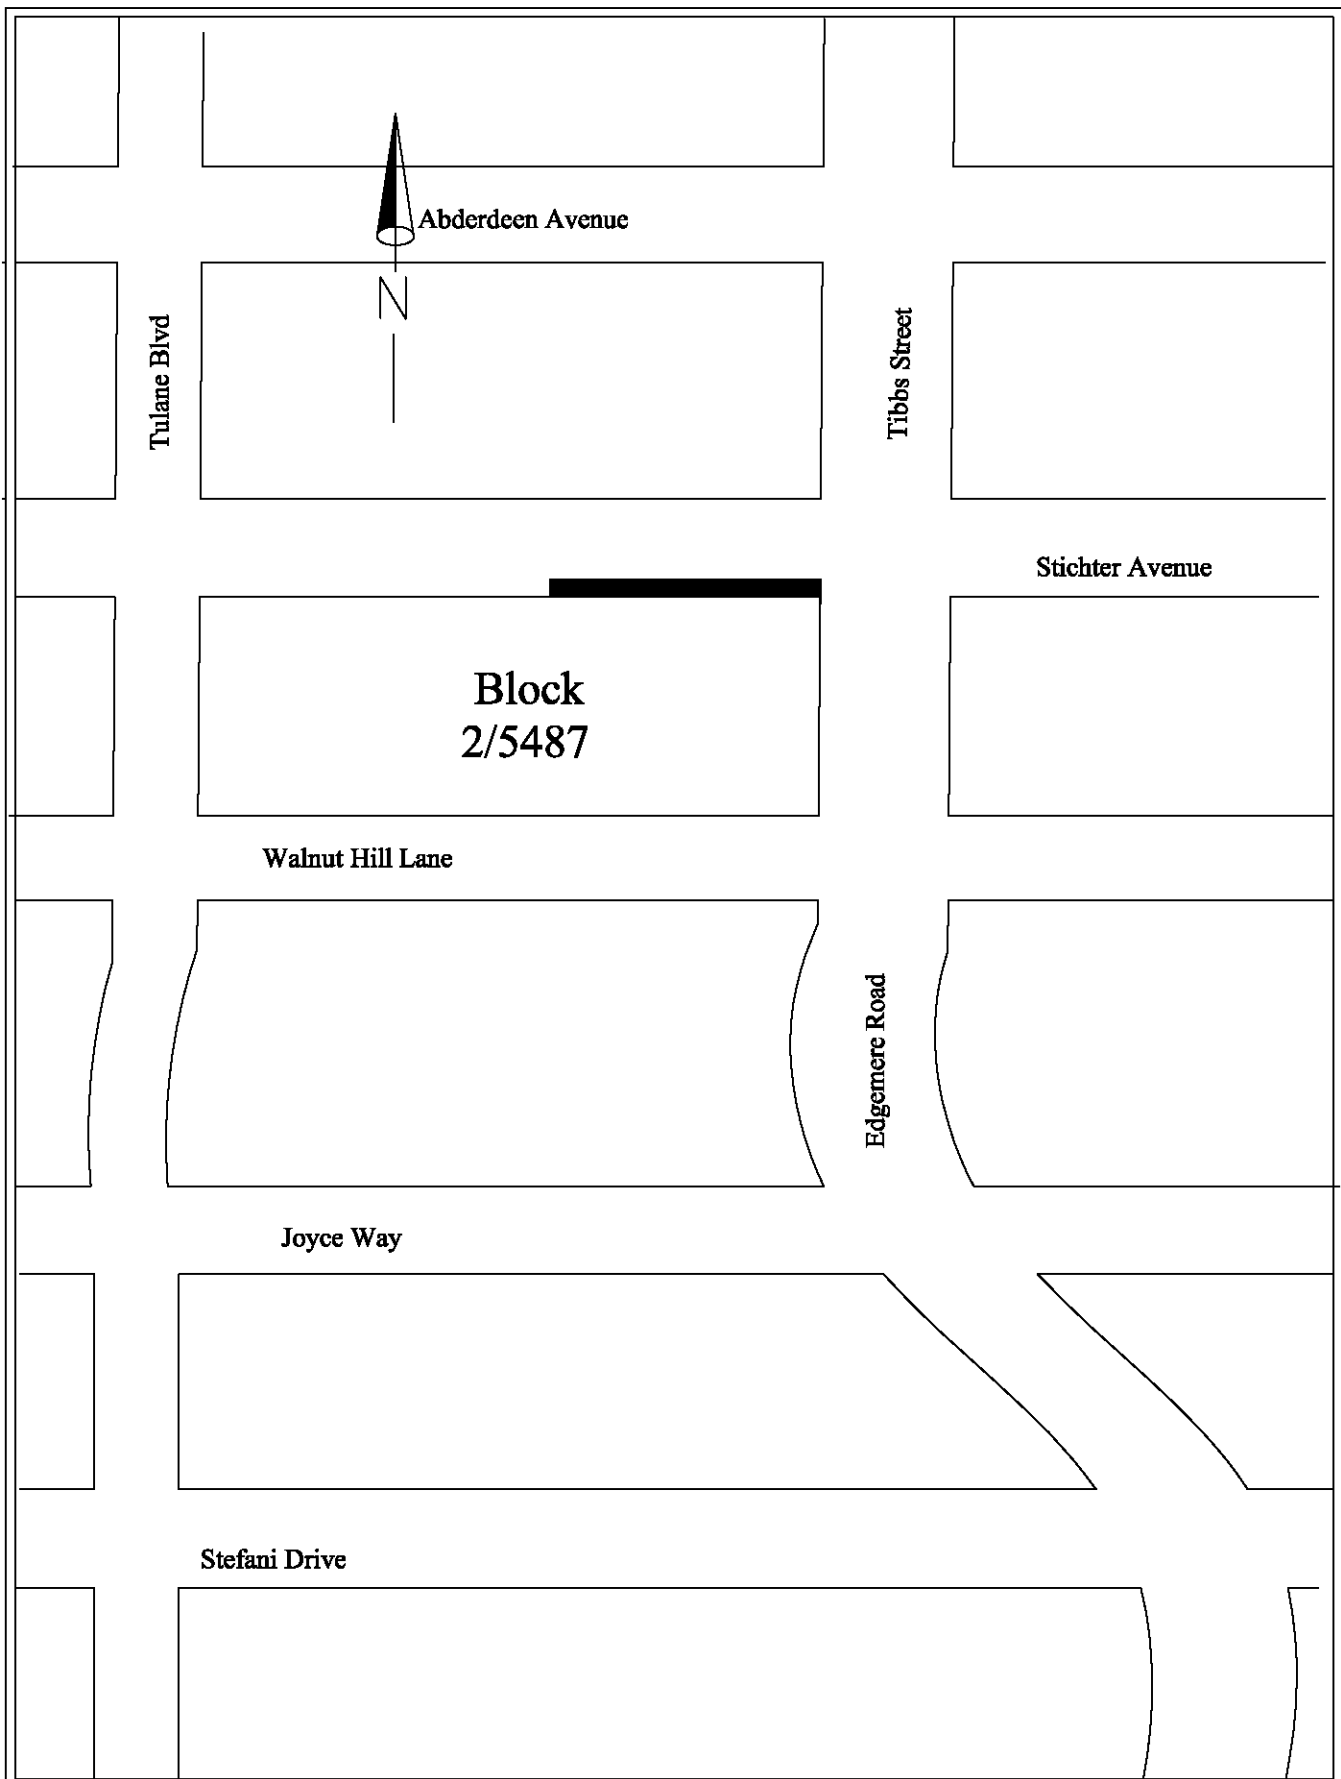 Abderdeen Avenue
N
Tulane Blvd
Tibbs Street
Stichter Avenue
Block
2/5487
Walnut Hill Lane
Edgemere Road
Joyce Way
Stefani Drive